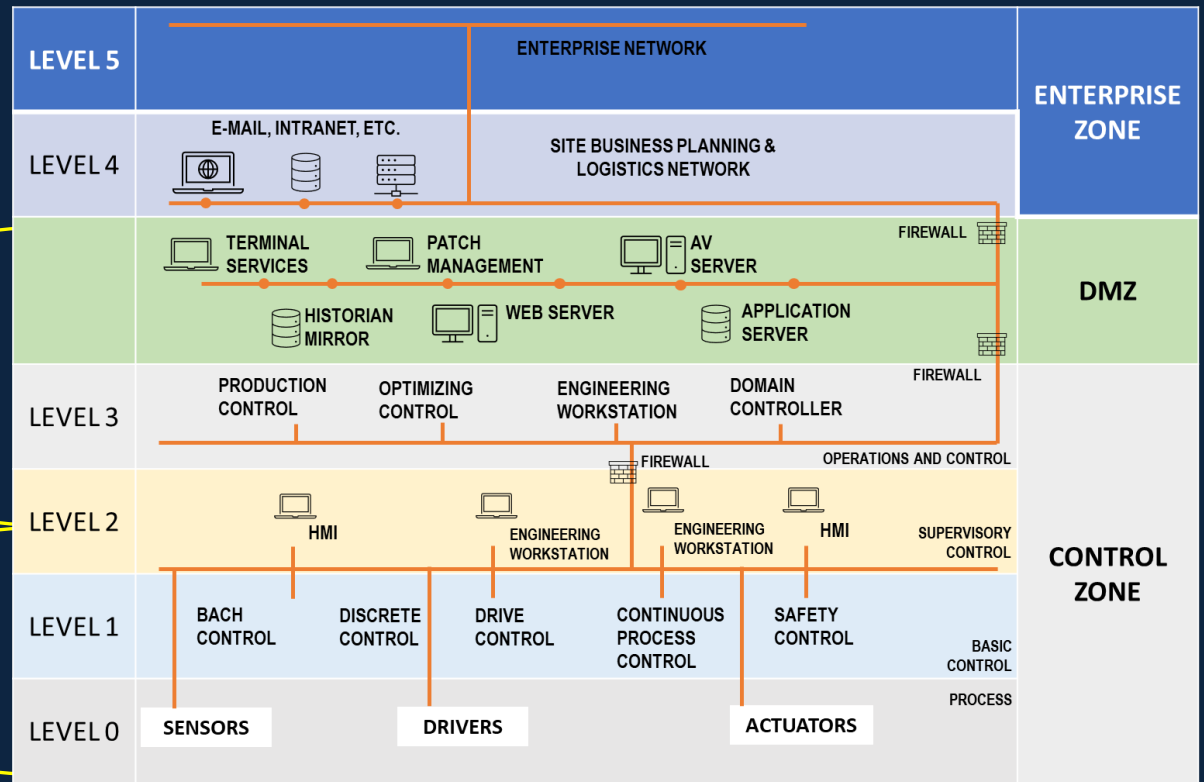 LEVEL 5
ENTERPRISE NETWORK
ENTERPRISE
ZONE
LEVEL 4
E-MAIL, INTRANET, ETC.
SITE BUSINESS PLANNING &
LOGISTICS NETWORK
FIREWALL
TERMINAL
SERVICES
PATCH
MANAGEMENT
AV
SERVER
HISTORIAN
MIRROR
WEB SERVER
APPLICATION
SERVER
DMZ
FIREWALL
LEVEL 3
PRODUCTION
CONTROL
OPTIMIZING
CONTROL
ENGINEERING
WORKSTATION
DOMAIN
CONTROLLER
OPERATIONS AND CONTROL
FIREWALL
LEVEL 2
HMI
ENGINEERING
WORKSTATION
ENGINEERING
WORKSTATION
HMI
SUPERVISORY
CONTROL
CONTROL
ZONE
LEVEL 1
BACH
CONTROL
DISCRETE
CONTROL
DRIVE
CONTROL
CONTINUOUS
PROCESS
CONTROL
SAFETY
CONTROL
BASIC
CONTROL
LEVEL 0
SENSORS
DRIVERS
ACTUATORS
PROCESS